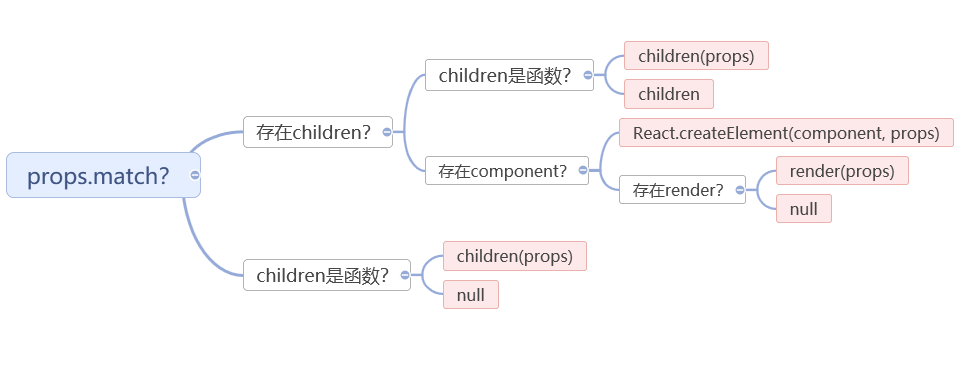 props.match?
存在children?
children是函数?
children(props)
children
存在component?
React.createElement(component, props)
存在render?
render(props)
null
children是函数?
children(props)
null